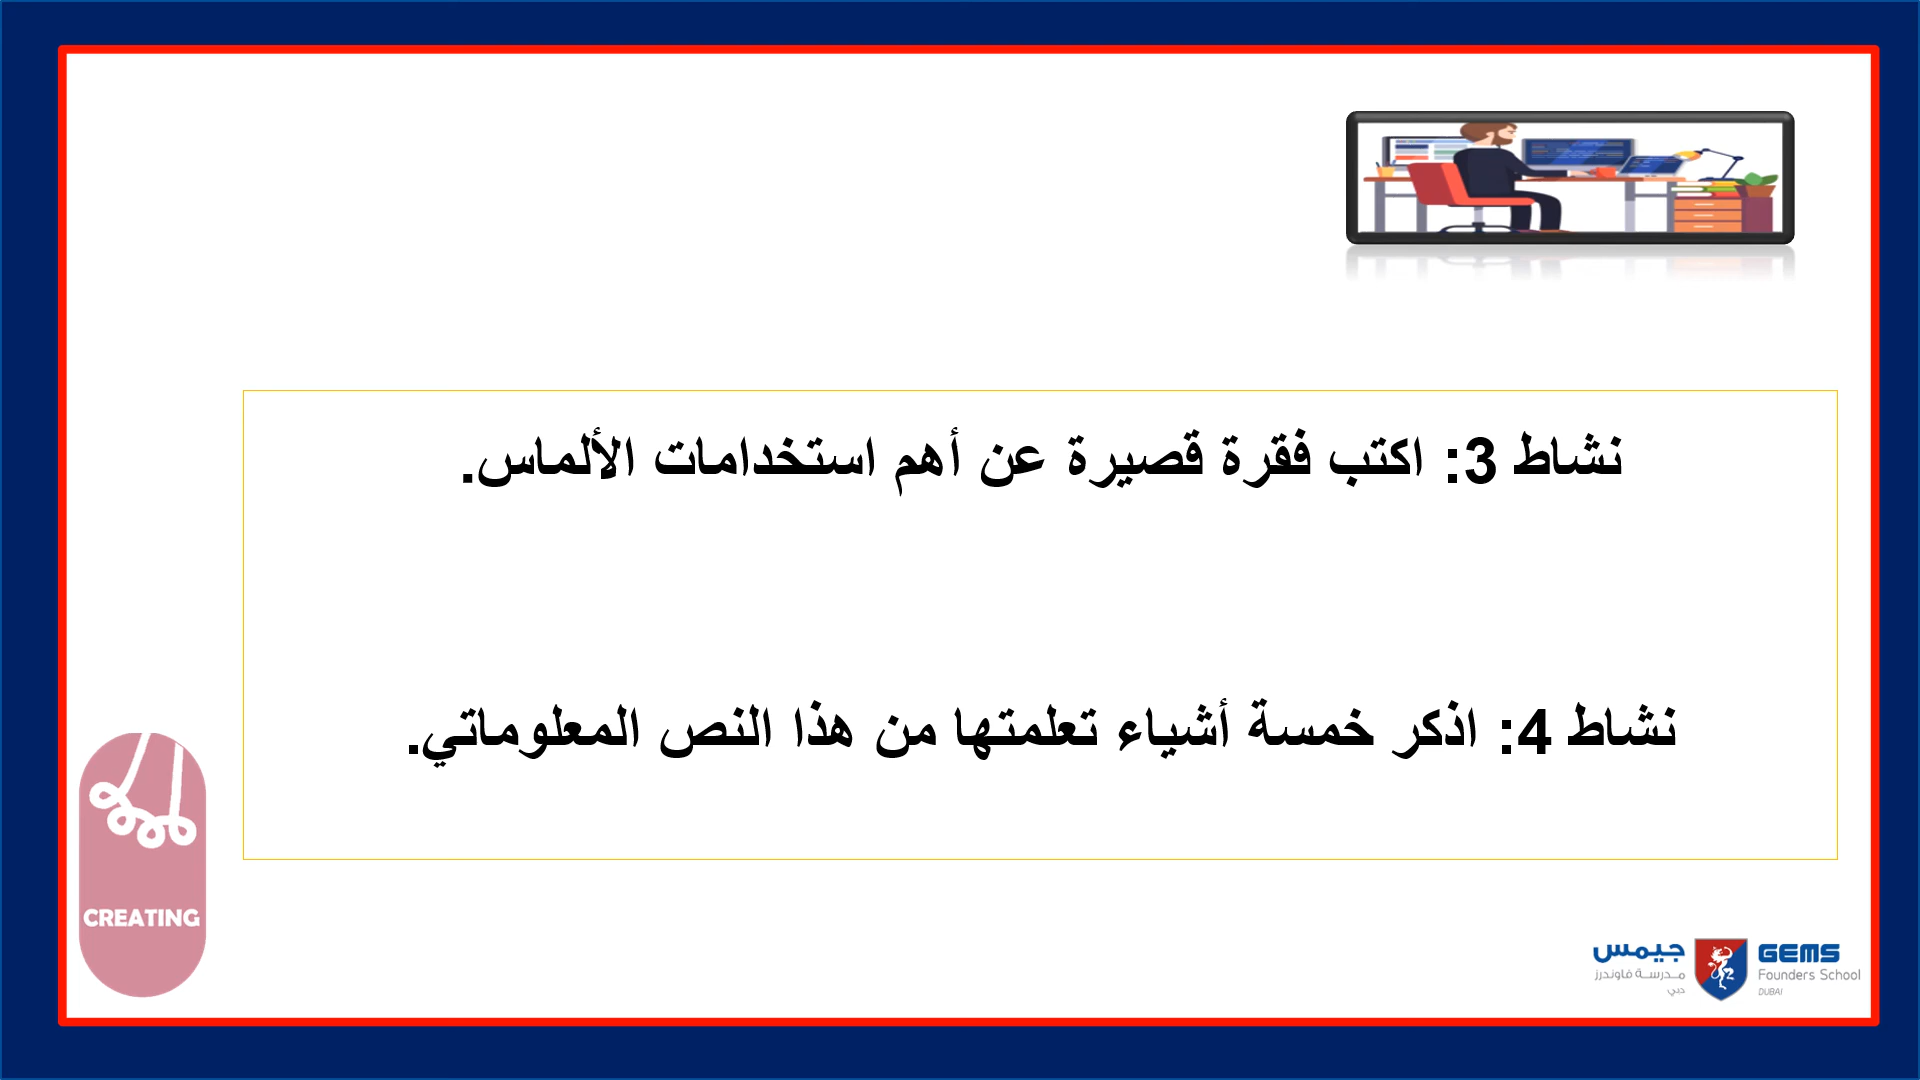 نشاط 3: اكتب فقرة قصيرة عن أهم استخدامات الألماس.
نشاط 4: اذكر خمسة أشياء تعلمتها من هذا النص المعلوماتي.
CREATING
جيمس
مدرسة فاوندرز
دبي
GEMS
Founders School
DUBAI